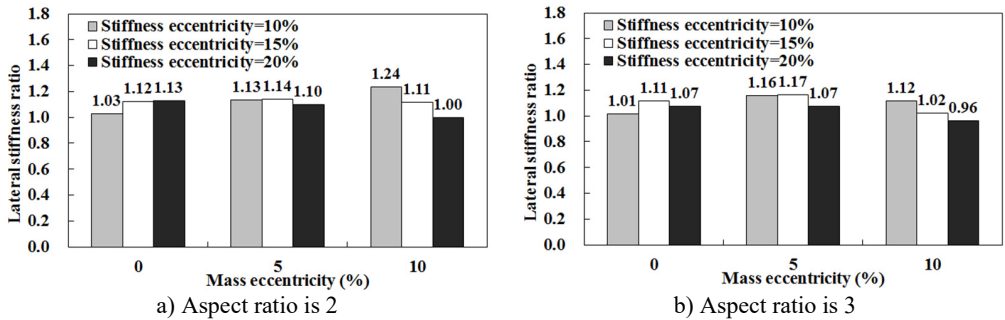 Lateral stiffness ratio
1.8
1.6
1.4
1.2
1.0
0.8
0.6
0.4
0.2
0.0
Stiffness eccentricity=10%
Stiffness eccentricity=15%
Stiffness eccentricity=20%
1.03 1.12 1.13
1.13 1.14 1.10
1.24 1.11 1.00
0 5 10
Mass eccentricity (%)
a) Aspect ratio is 2
Lateral stiffness ratio
1.8
1.6
1.4
1.2
1.0
0.8
0.6
0.4
0.2
0.0
Stiffness eccentricity=10%
Stiffness eccentricity=15%
Stiffness eccentricity=20%
1.01 1.11 1.07
1.16 1.17 1.07
1.12 1.02 0.96
0 5 10
Mass eccentricity (%)
b) Aspect ratio is 3